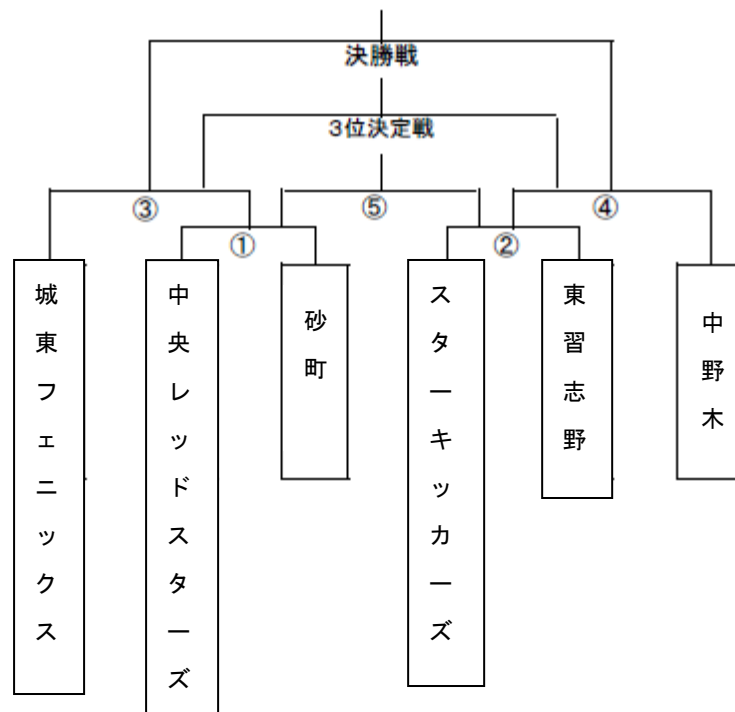 決勝戦
3位決定戦
③
⑤
④
①
②
城東フェニックス
中央レッドスターズ
砂町
スターキッカーズ
東習志野
中野木